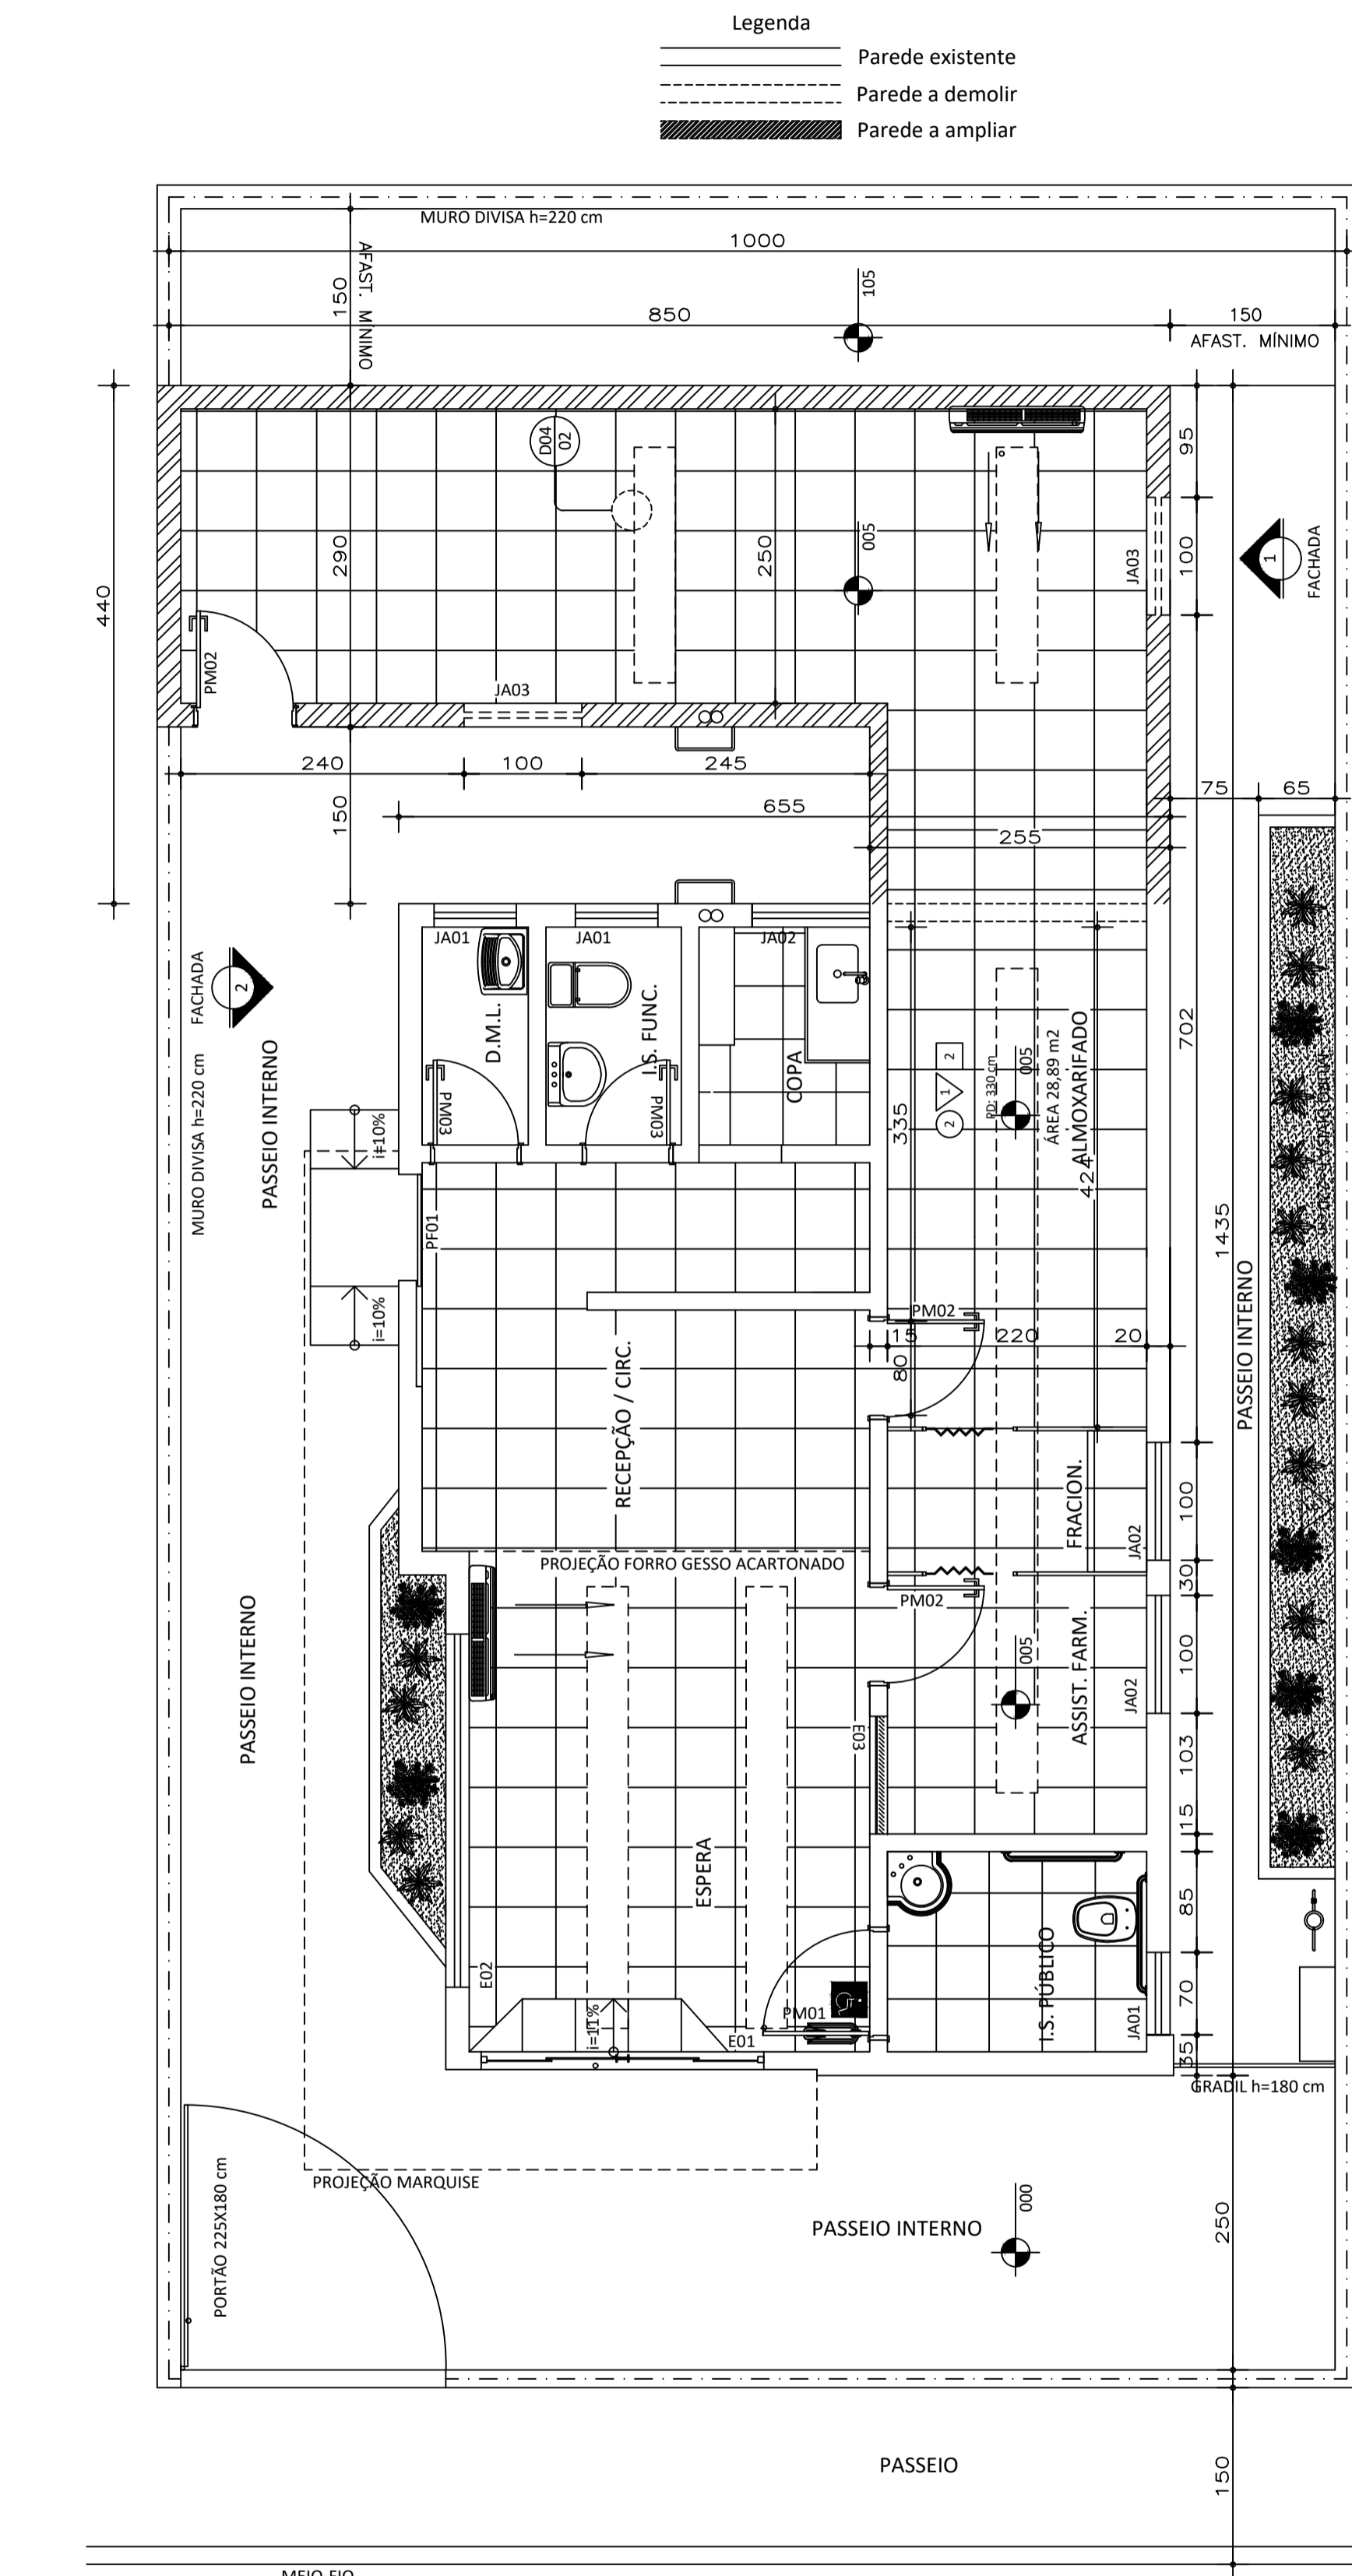 Legenda
Parede existente
Parede a demolir
Parede a ampliar
MURO DIVISA h=220 cm
1000
150
AFAST. MÍNIMO
105
850
150
AFAST. MÍNIMO
95
D04
02
440
290
250
005
JA03
100
1
FACHADA
PM02
JA03
240
100
245
75
65
150
655
255
JA01
JA01
JA02
FACHADA
2
MURO DIVISA h=220 cm
PASSEIO INTERNO
D.M.L.
I.S. FUNC.
COPA
335
2
1
2
PD: 330 cm
005
ÁREA 28,89 m2
ALMOXARIFADO
424
702
PM03
PM03
i=10%
PF01
i=10%
1435
PM02
15
220
20
80
PASSEIO INTERNO
RECEPÇÃO / CIRC.
FRACION.
JA02
100
PROJEÇÃO FORRO GESSO ACARTONADO
30
PM02
PASSEIO INTERNO
005
ASSIST. FARM.
JA02
100
E03
103
15
ESPERA
85
E02
I.S. PÚBLICO
70
i=11%
PM01
E01
JA01
35
GRADIL h=180 cm
PROJEÇÃO MARQUISE
PORTÃO 225X180 cm
000
PASSEIO INTERNO
250
PASSEIO
150
MEIO FIO